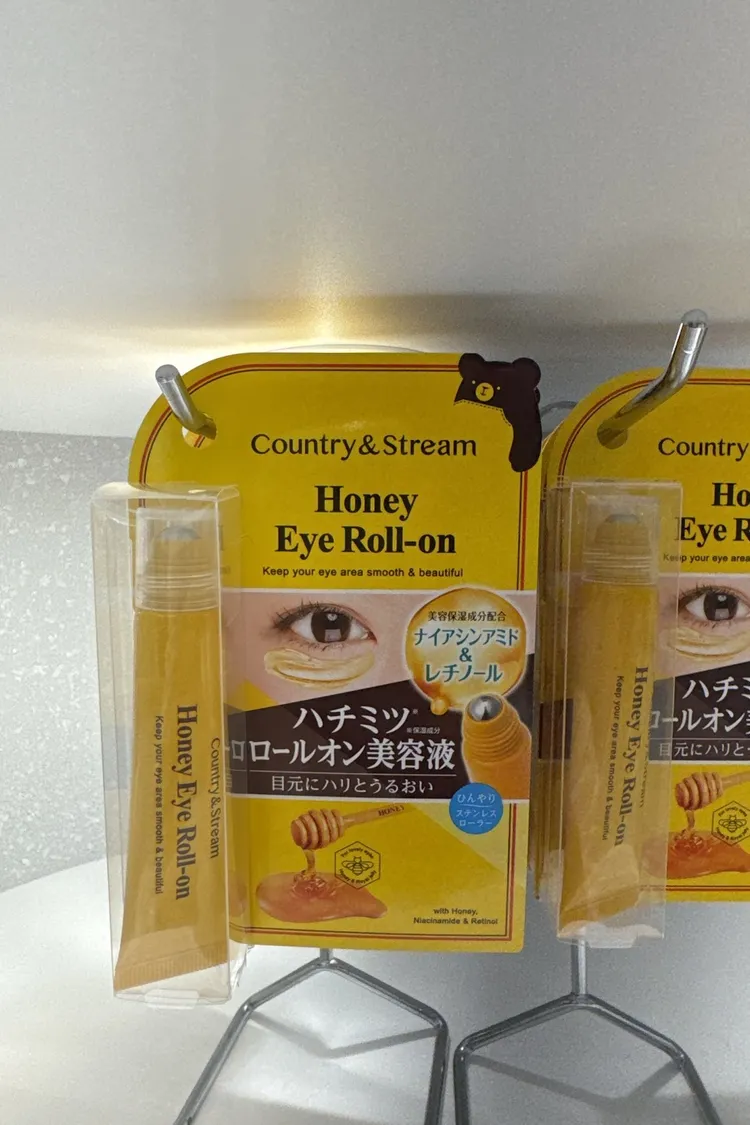 Country&Stream
Honey
Eye Roll-on
Keep your eye area smooth & beautiful
美容保湿成分配合
ナイアシンアミド
&
レチノール
ハチミツ※
※保湿成分
ロールオン美容液
目元にハリとうるおい
ひんやり
ステンレス
ローラー
HONEY
with Honey,
Niacinamide & Retinol
Country&Stream
Honey Eye Roll-on
Keep your eye area smooth & beautiful
Country
Ho
Eye R
Keep your eye area smoo
ハチミ
ロールオン
目元にハリと
Honey Eye Roll-on
Keep your eye area smooth & beautiful